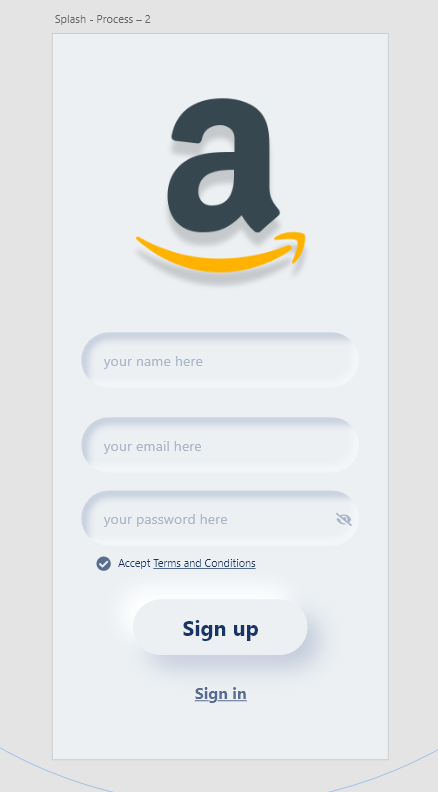 Splash - Process – 2
a
your name here
your email here
your password here
Accept Terms and Conditions
Sign up
Sign in